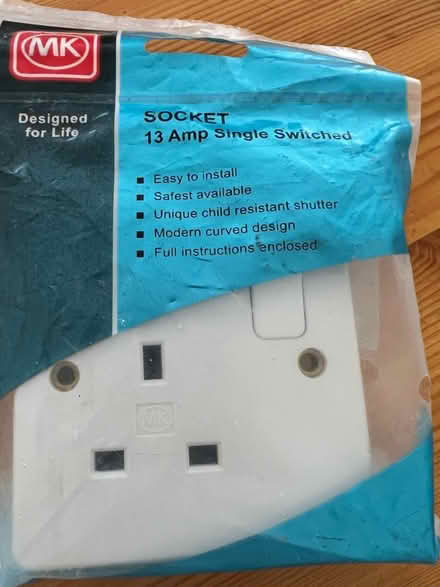 MK
Designed
for Life
SOCKET
13 Amp Single Switched
Easy to install
Safest available
Unique child resistant shutter
Modern curved design
Full instructions enclosed
MK